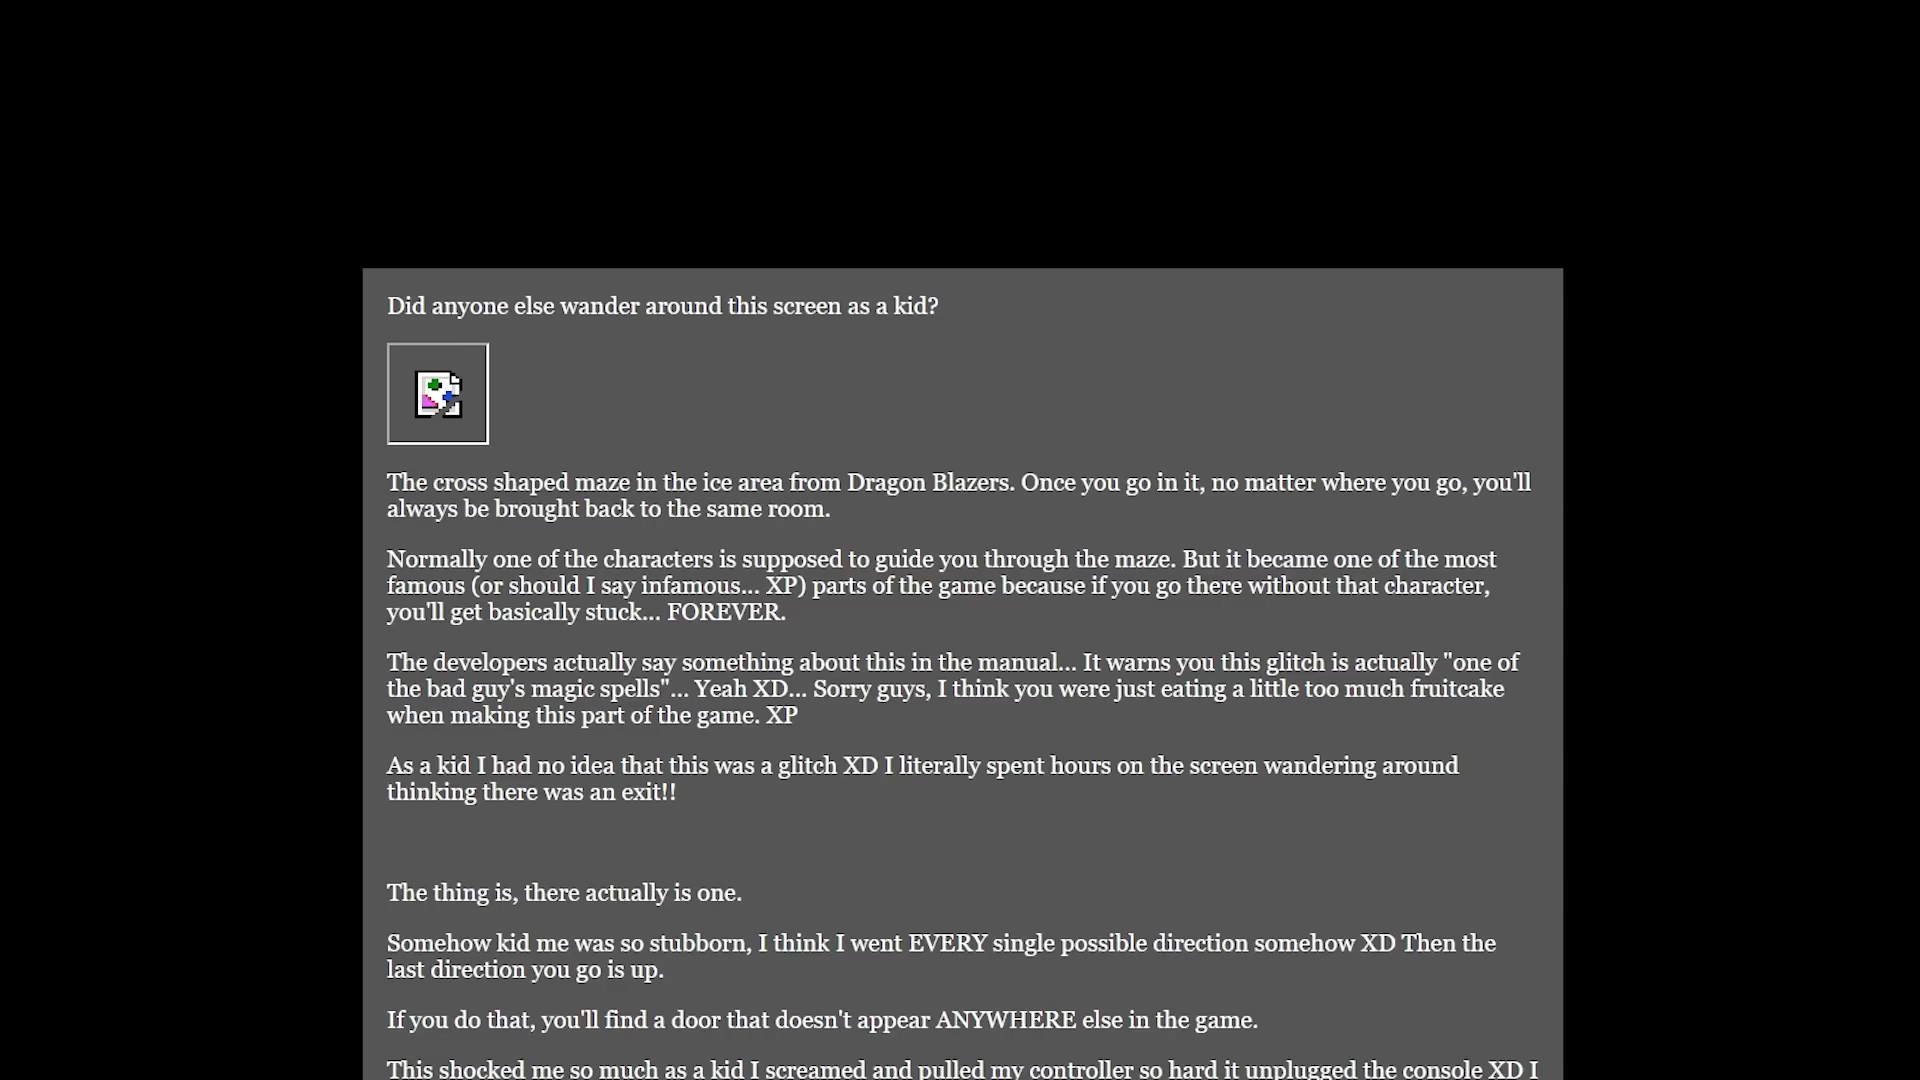 Did anyone else wander around this screen as a kid?
The cross shaped maze in the ice area from Dragon Blazers. Once you go in it, no matter where you go, you'll
always be brought back to the same room.
Normally one of the characters is supposed to guide you through the maze. But it became one of the most
famous (or should I say infamous... XP) parts of the game because if you go there without that character,
you'll get basically stuck... FOREVER.
The developers actually say something about this in the manual... It warns you this glitch is actually "one of
the bad guy's magic spells"... Yeah XD... Sorry guys, I think you were just eating a little too much fruitcake
when making this part of the game. XP
As a kid I had no idea that this was a glitch XD I literally spent hours on the screen wandering around
thinking there was an exit!!
The thing is, there actually is one.
Somehow kid me was so stubborn, I think I went EVERY single possible direction somehow XD Then the
last direction you go is up.
If you do that, you'll find a door that doesn't appear ANYWHERE else in the game.
This shocked me so much as a kid I screamed and pulled my controller so hard it unplugged the console XD I